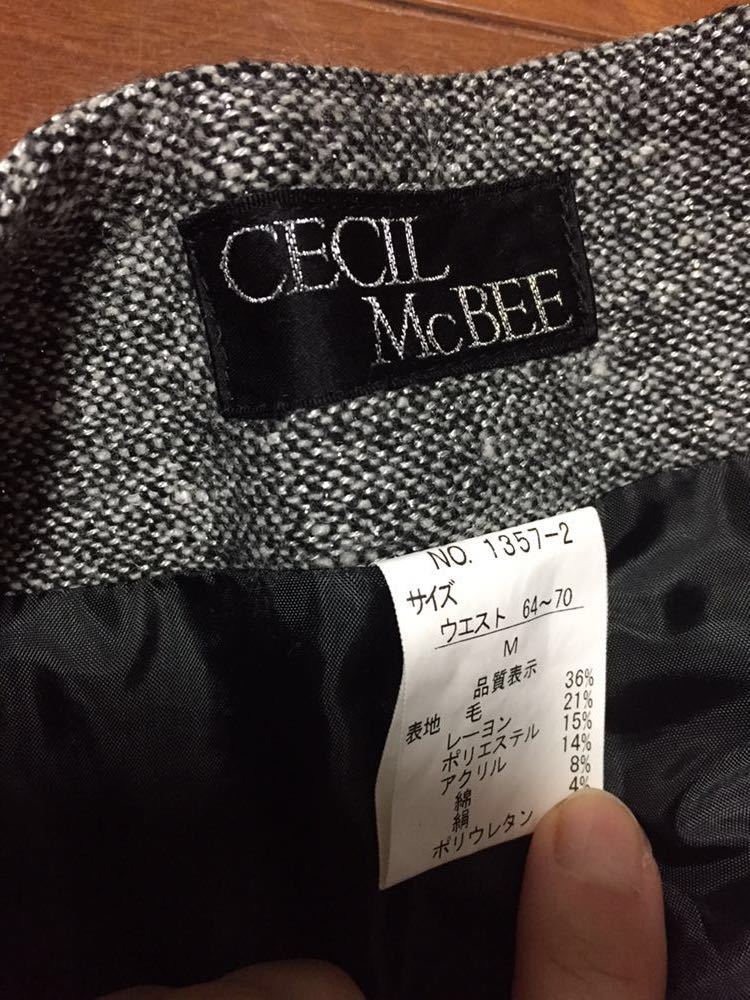 CECIL
McBEE
NO. 1357-2
サイズ
ウエスト 64～70
M
品質表示
表地 毛 36%
レーヨン 21%
ポリエステル 15%
アクリル 14%
綿 8%
絹 4%
ポリウレタン